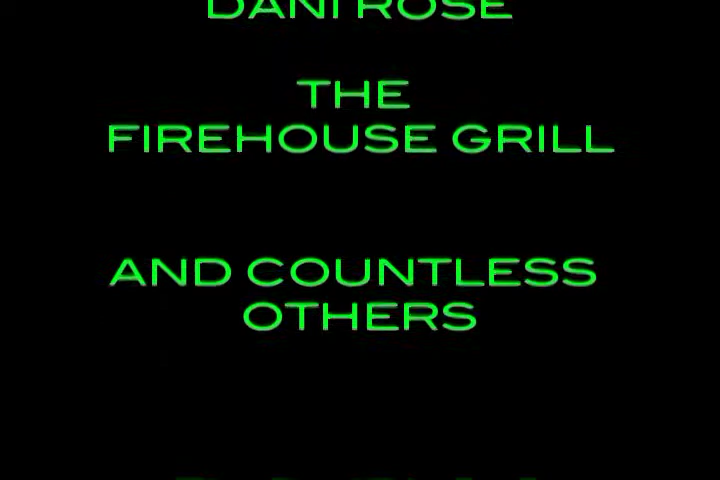 DANI ROSE
THE
FIREHOUSE GRILL
AND COUNTLESS
OTHERS